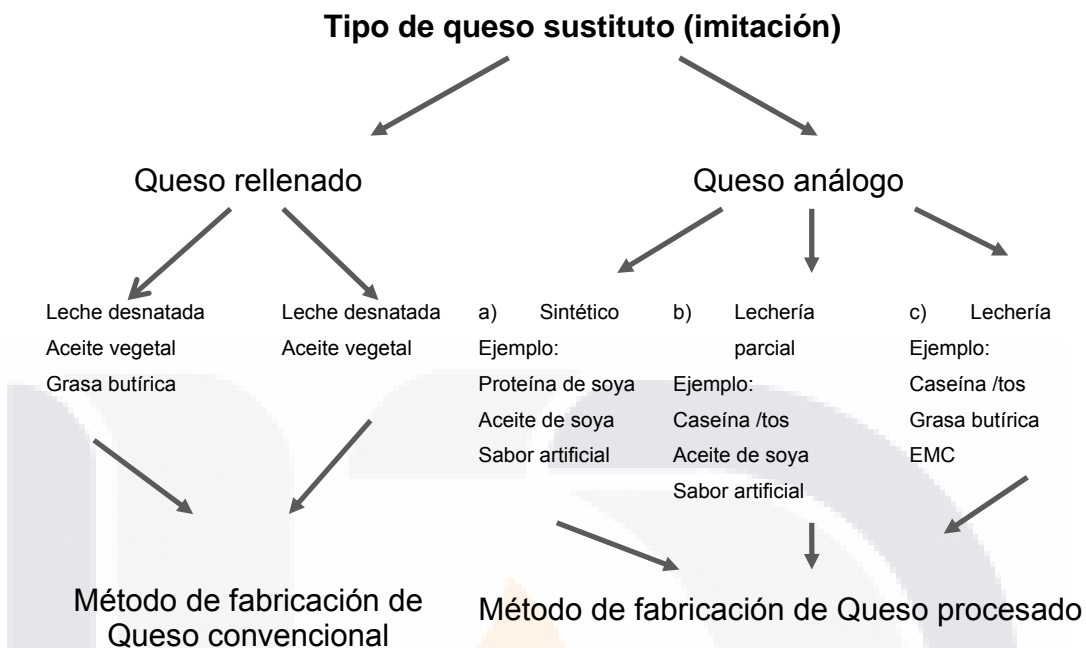 Tipo de queso sustituto (imitación)
Queso rellenado
Queso análogo
Leche desnatada
Aceite vegetal
Grasa butírica
Leche desnatada
Aceite vegetal
a) Sintético
Ejemplo:
Proteína de soya
Aceite de soya
Sabor artificial
b) Lechería
parcial
Ejemplo:
Caseína /tos
Aceite de soya
Sabor artificial
c) Lechería
Ejemplo:
Caseína /tos
Grasa butírica
EMC
Método de fabricación de
Queso convencional
Método de fabricación de Queso procesado